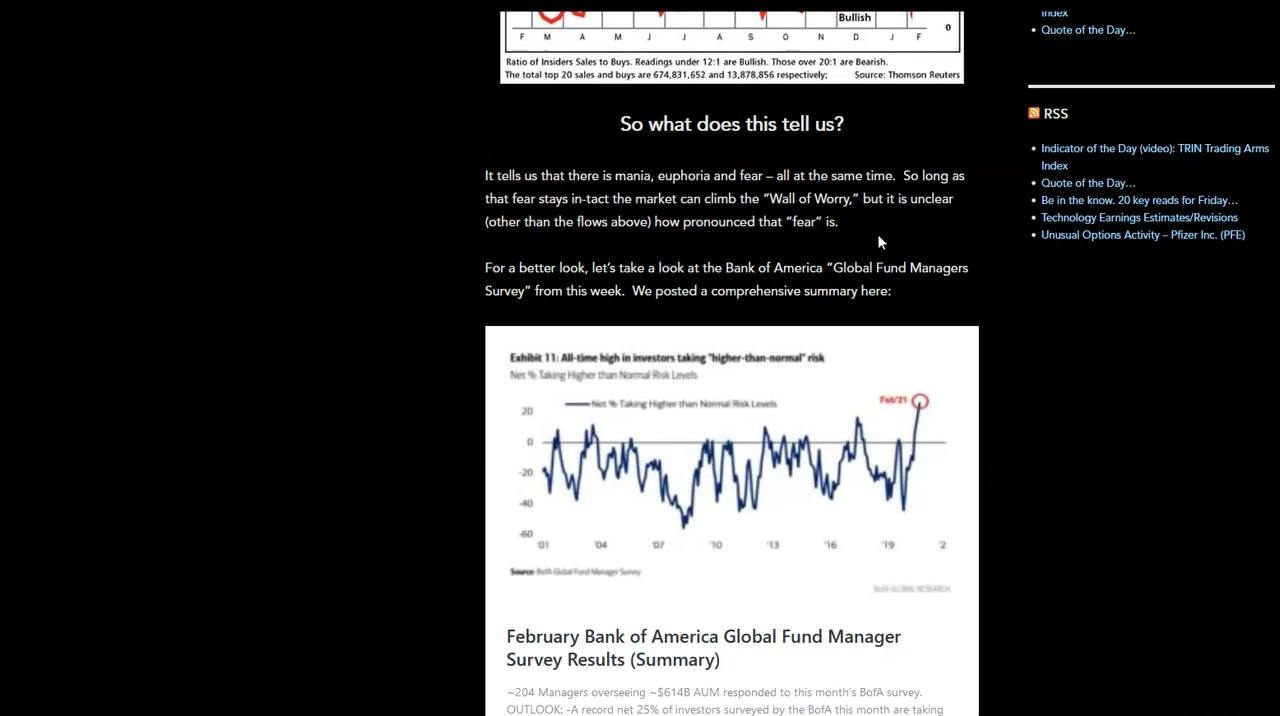 Bullish
0
F M A M J J A S O N D J F
Ratio of Insiders Sales to Buys. Readings under 12:1 are Bullish. Those over 20:1 are Bearish.
The total top 20 sales and buys are 674,831,652 and 13,878,856 respectively; Source: Thomson Reuters
So what does this tell us?
It tells us that there is mania, euphoria and fear – all at the same time. So long as
that fear stays in-tact the market can climb the “Wall of Worry,” but it is unclear
(other than the flows above) how pronounced that “fear” is.
For a better look, let’s take a look at the Bank of America “Global Fund Managers
Survey” from this week. We posted a comprehensive summary here:
Exhibit 11: All-time high in investors taking "higher-than-normal" risk
Net % Taking Higher than Normal Risk Levels
Net % Taking Higher than Normal Risk Levels
Feb'21
20
0
-20
-40
-60
'01 '04 '07 '10 '13 '16 '19 '2
Source: BofA Global Fund Manager Survey
BofA GLOBAL RESEARCH
February Bank of America Global Fund Manager
Survey Results (Summary)
~204 Managers overseeing ~$614B AUM responded to this month’s BofA survey.
OUTLOOK: -A record net 25% of investors surveyed by the BofA this month are taking
Index
Quote of the Day…
RSS
Indicator of the Day (video): TRIN Trading Arms
Index
Quote of the Day…
Be in the know. 20 key reads for Friday…
Technology Earnings Estimates/Revisions
Unusual Options Activity – Pfizer Inc. (PFE)